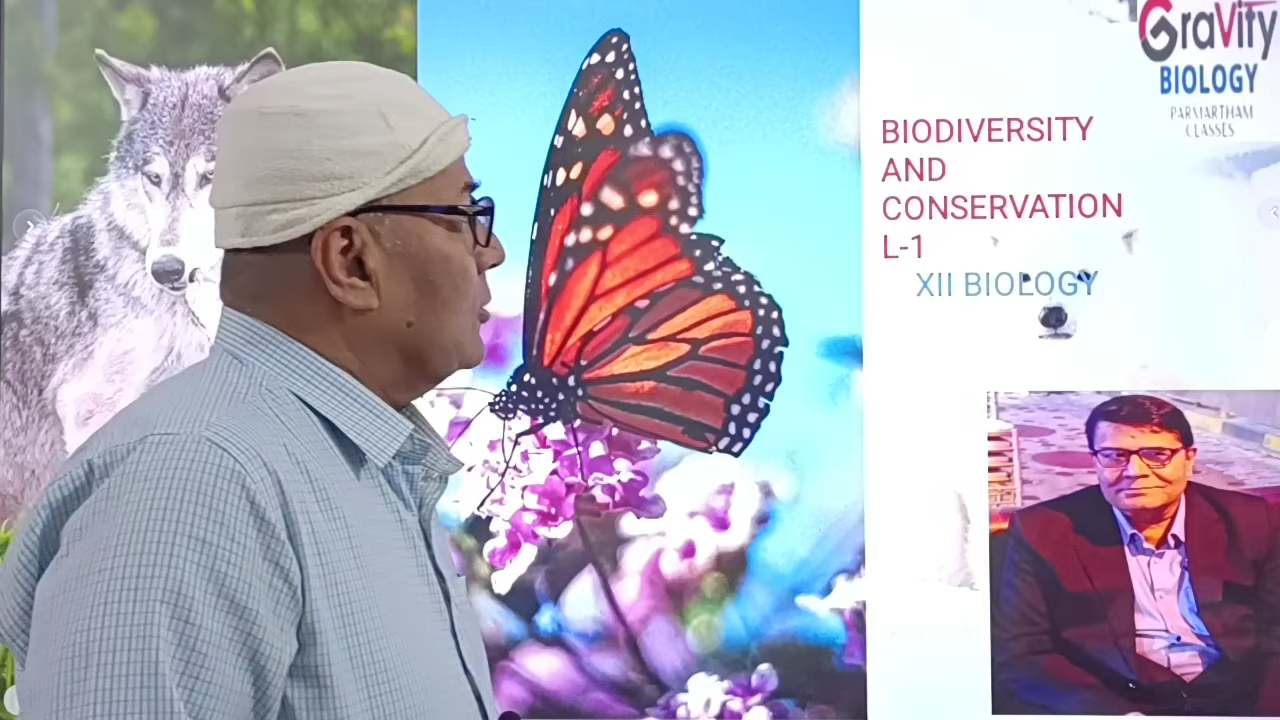 GraVity
BIOLOGY
PARMARTHAM
CLASSES
BIODIVERSITY
AND
CONSERVATION
L-1
XII BIOLOGY